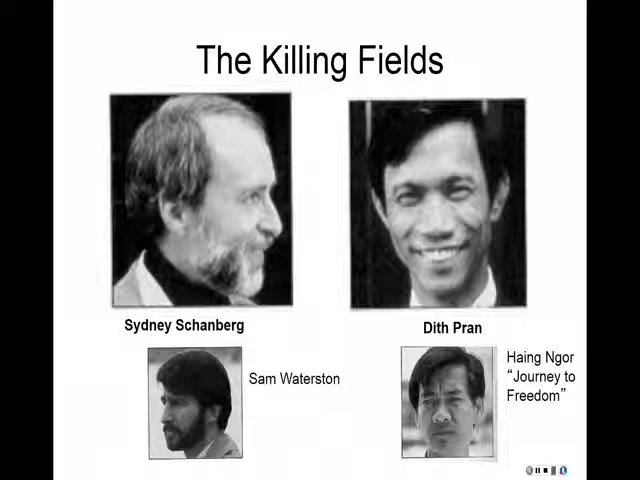 The Killing Fields
Sydney Schanberg
Dith Pran
Sam Waterston
Haing Ngor
“Journey to
Freedom”